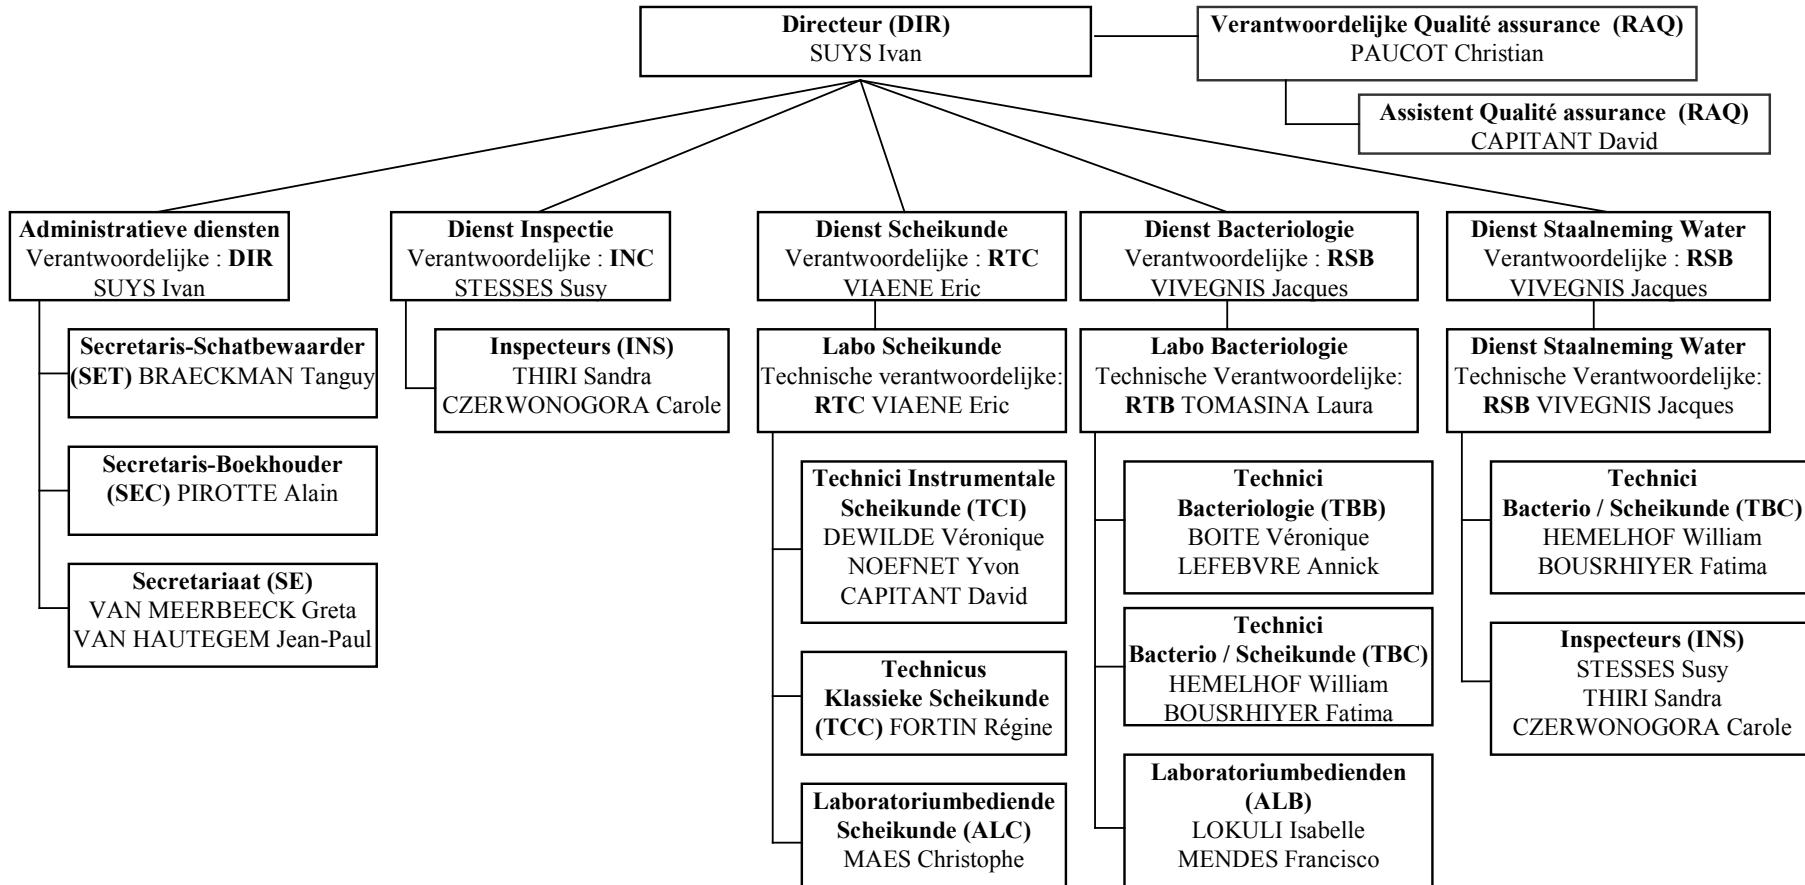 Directeur (DIR)
SUYS Ivan
Verantwoordelijke Qualité assurance (RAQ)
PAUCOT Christian
Assistent Qualité assurance (RAQ)
CAPITANT David
Administratieve diensten
Verantwoordelijke : DIR
SUYS Ivan
Secretaris-Schatbewaarder
(SET) BRAECKMAN Tanguy
Secretaris-Boekhouder
(SEC) PIROTTE Alain
Secretariaat (SE)
VAN MEERBEECK Greta
VAN HAUTEGEM Jean-Paul
Dienst Inspectie
Verantwoordelijke : INC
STESSES Susy
Inspecteurs (INS)
THIRI Sandra
CZERWONOGORA Carole
Dienst Scheikunde
Verantwoordelijke : RTC
VIAENE Eric
Labo Scheikunde
Technische verantwoordelijke:
RTC VIAENE Eric
Technici Instrumentale
Scheikunde (TCI)
DEWILDE Véronique
NOEFNET Yvon
CAPITANT David
Technicus
Klassieke Scheikunde
(TCC) FORTIN Régine
Laboratoriumbediende
Scheikunde (ALC)
MAES Christophe
Dienst Bacteriologie
Verantwoordelijke : RSB
VIVEGNIS Jacques
Labo Bacteriologie
Technische Verantwoordelijke:
RTB TOMASINA Laura
Technici
Bacteriologie (TBB)
BOITE Véronique
LEFEBVRE Annick
Technici
Bacterio / Scheikunde (TBC)
HEMELHOF William
BOUSRHIYER Fatima
Laboratoriumbedienden
(ALB)
LOKULI Isabelle
MENDES Francisco
Dienst Staalneming Water
Verantwoordelijke : RSB
VIVEGNIS Jacques
Dienst Staalneming Water
Technische Verantwoordelijke:
RSB VIVEGNIS Jacques
Technici
Bacterio / Scheikunde (TBC)
HEMELHOF William
BOUSRHIYER Fatima
Inspecteurs (INS)
STESSES Susy
THIRI Sandra
CZERWONOGORA Carole